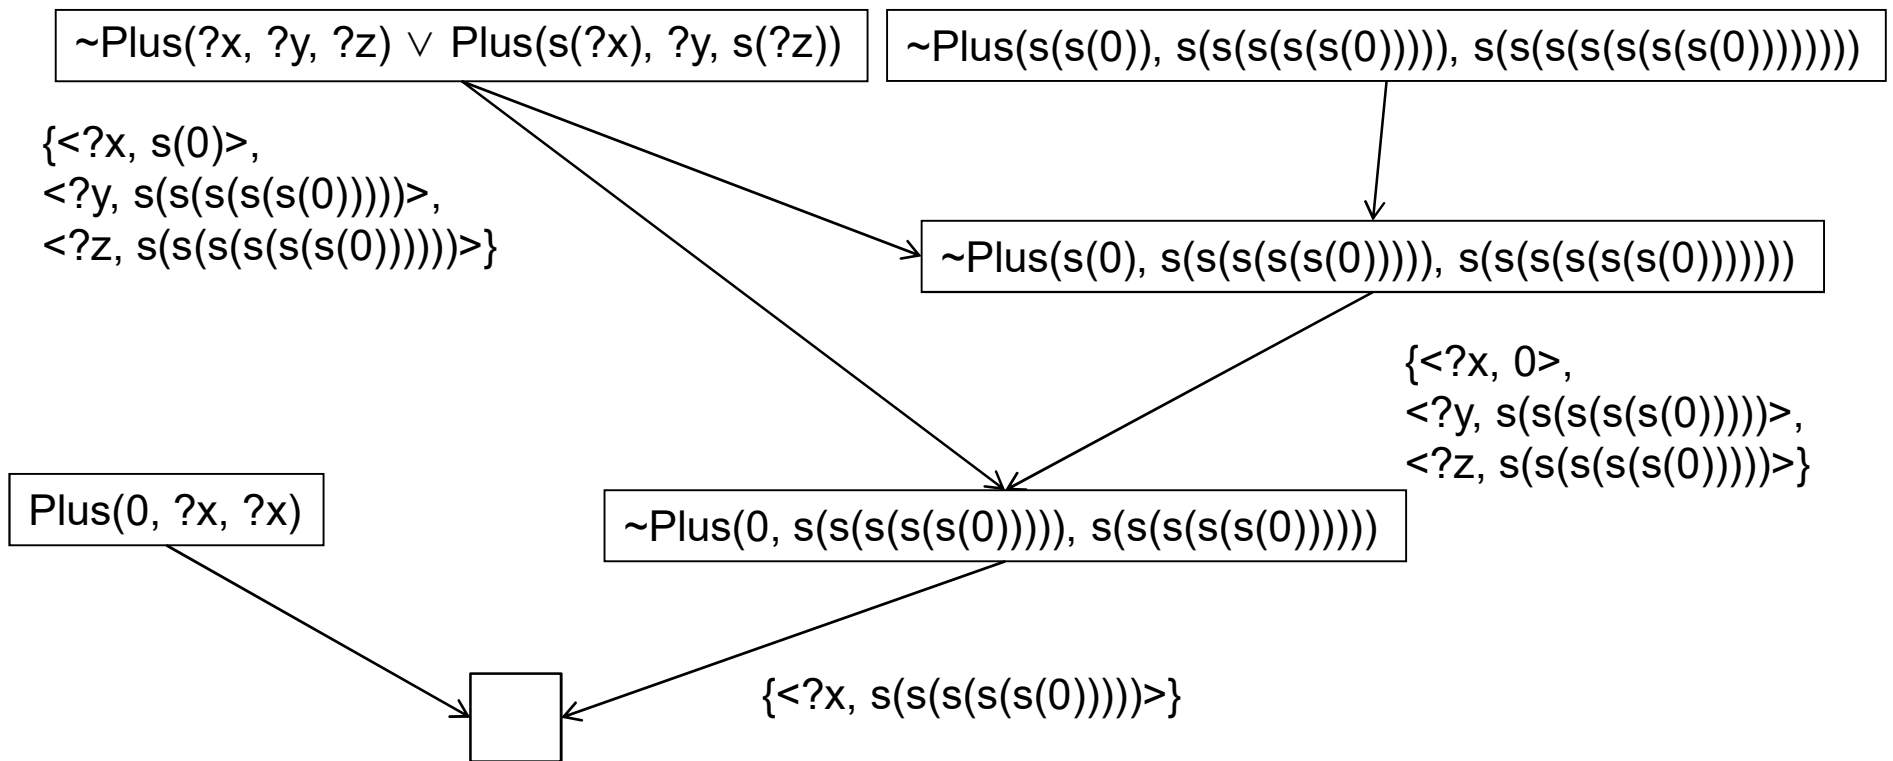 ~Plus(?x, ?y, ?z) ∨ Plus(s(?x), ?y, s(?z))
~Plus(s(s(0)), s(s(s(s(s(0))))), s(s(s(s(s(s(s(0))))))))
{<?x, s(0)>,
<?y, s(s(s(s(s(0)))))>,
<?z, s(s(s(s(s(s(0))))))>}
~Plus(s(0), s(s(s(s(s(0))))), s(s(s(s(s(s(0)))))))
{<?x, 0>,
<?y, s(s(s(s(s(0)))))>,
<?z, s(s(s(s(s(0)))))>}
Plus(0, ?x, ?x)
~Plus(0, s(s(s(s(s(0))))), s(s(s(s(s(0))))))
{<?x, s(s(s(s(s(0)))))>}